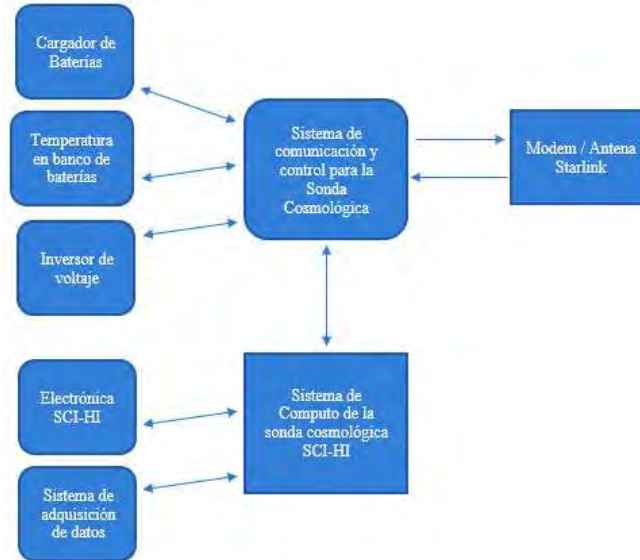 Cargador de
Baterías
Temperatura
en banco de
baterías
Inversor de
voltaje
Sistema de
comunicación y
control para la
Sonda
Cosmológica
Modem / Antena
Starlink
Electrónica
SCI-HI
Sistema de
adquisición
de datos
Sistema de
Computo de la
sonda cosmológica
SCI-HI